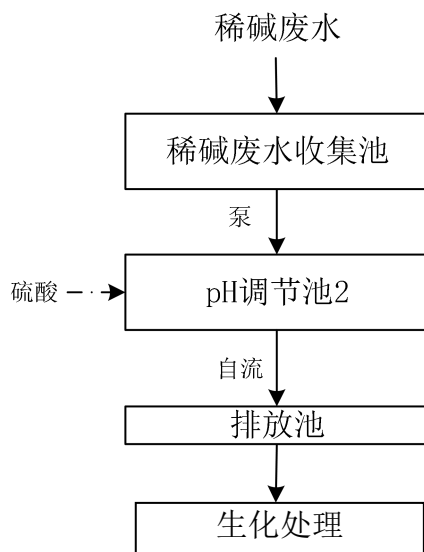 稀碱废水
稀碱废水收集池
泵
pH调节池2
硫酸
自流
排放池
生化处理